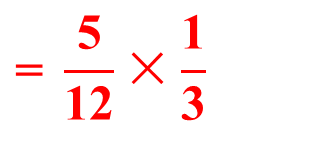 = 5/12 × 1/3